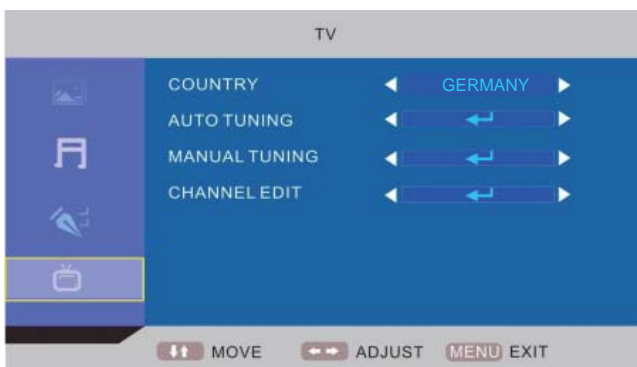 TV
COUNTRY GERMANY
AUTO TUNING
MANUAL TUNING
CHANNEL EDIT
MOVE ADJUST MENU EXIT